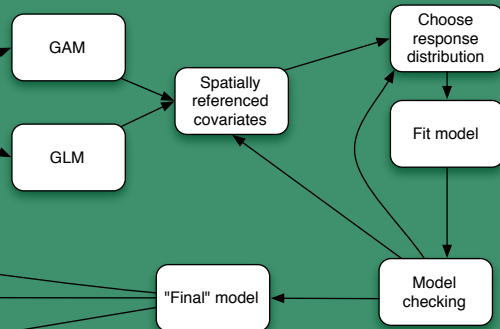 GAM
GLM
Spatially
referenced
covariates
Choose
response
distribution
Fit model
Model
checking
"Final" model